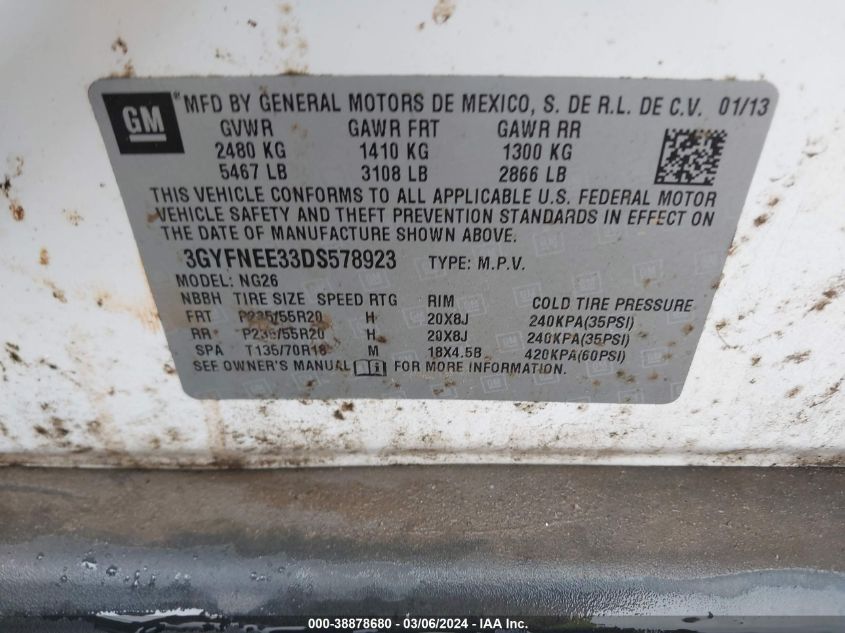 GM ® MFD BY GENERAL MOTORS DE MEXICO, S. DE R.L. DE C.V. 01/13
GVWR GAWR FRT GAWR RR
2480 KG 1410 KG 1300 KG
5467 LB 3108 LB 2866 LB
THIS VEHICLE CONFORMS TO ALL APPLICABLE U.S. FEDERAL MOTOR
VEHICLE SAFETY AND THEFT PREVENTION STANDARDS IN EFFECT ON
THE DATE OF MANUFACTURE SHOWN ABOVE.
3GYFNEE33DS578923 TYPE: M.P.V.
MODEL: NG26
NBBH TIRE SIZE SPEED RTG RIM COLD TIRE PRESSURE
FRT P235/55R20 H 20X8J 240KPA(35PSI)
RR P235/55R20 H 20X8J 240KPA(35PSI)
SPA T135/70R18 M 18X4.5B 420KPA(60PSI)
SEE OWNER'S MANUAL FOR MORE INFORMATION.
000-38878680 - 03/06/2024 - IAA Inc.